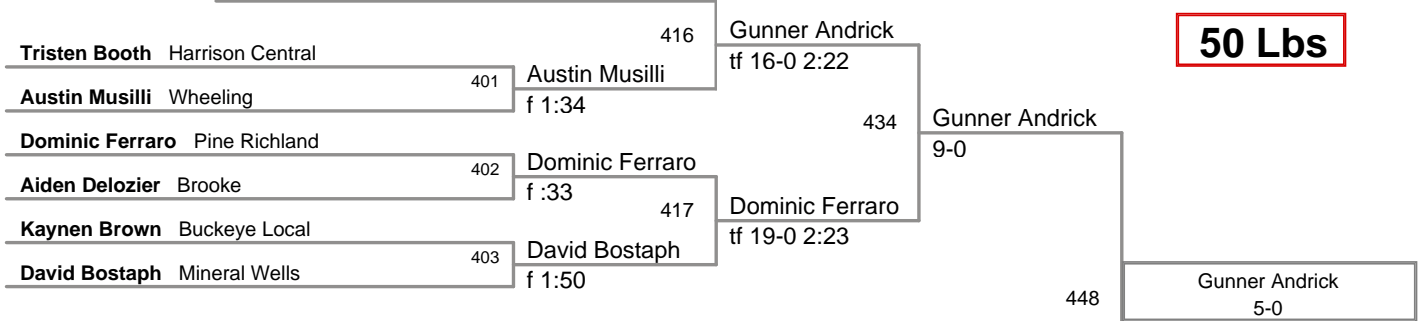 50 Lbs
Tristen Booth Harrison Central
401
Austin Musilli Wheeling
Austin Musilli
f 1:34
416
Gunner Andrick
tf 16-0 2:22
Dominic Ferraro Pine Richland
402
Aiden Delozier Brooke
Dominic Ferraro
f :33
Kaynen Brown Buckeye Local
403
David Bostaph Mineral Wells
David Bostaph
f 1:50
417
Dominic Ferraro
tf 19-0 2:23
434
Gunner Andrick
9-0
448
Gunner Andrick
5-0